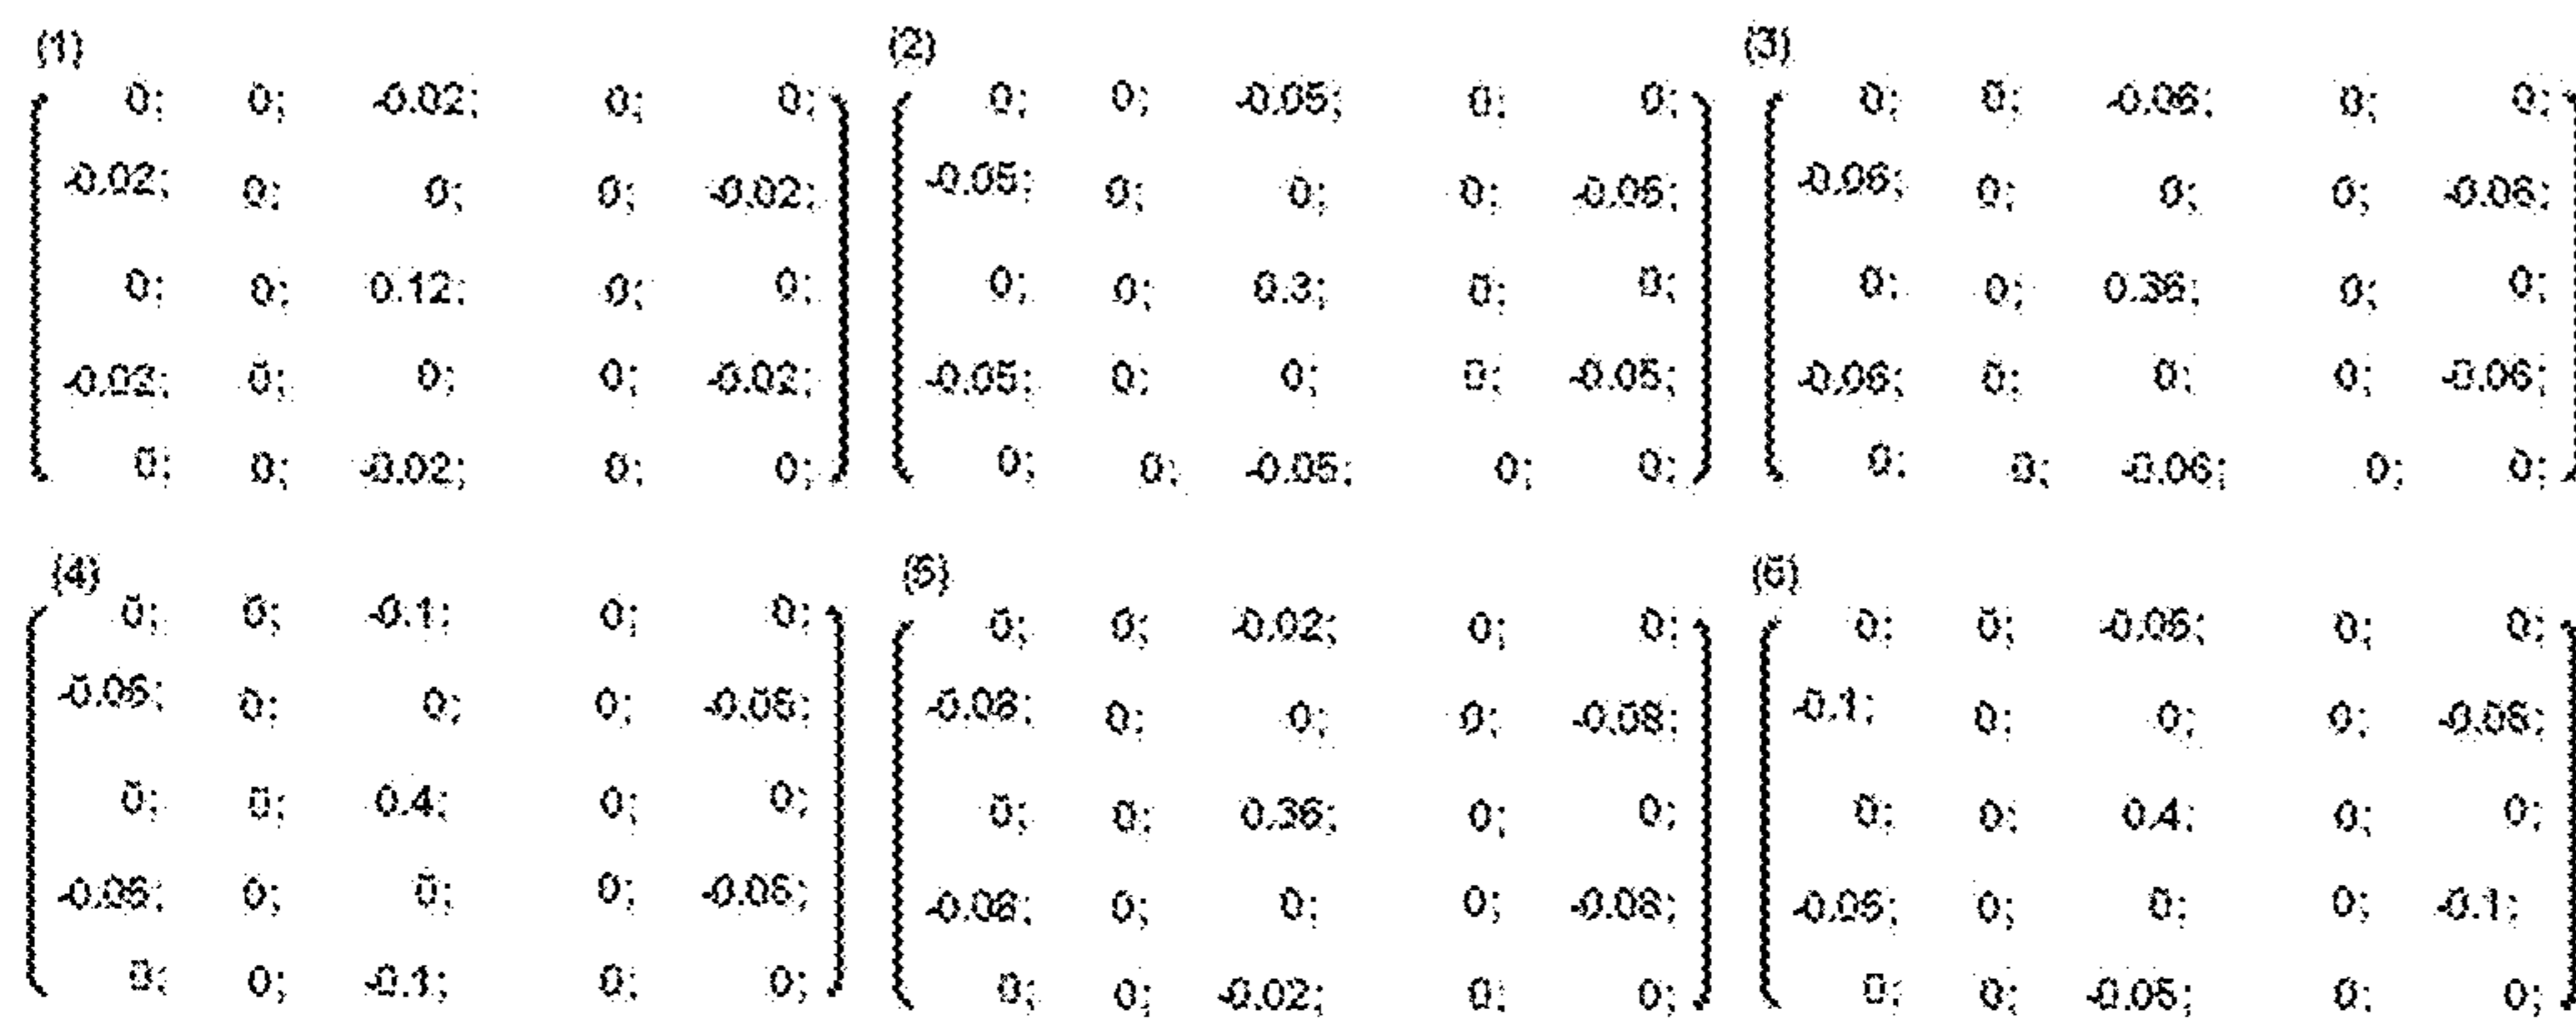 (1) (2) (3)
0; 0; -0.02; 0; 0; 0; 0; -0.05; 0; 0; 0; 0; -0.06; 0; 0;
-0.02; 0; 0; 0; -0.02; -0.05; 0; 0; 0; -0.05; -0.06; 0; 0; 0; -0.06;
0; 0; 0.12; 0; 0; 0; 0; 0.3; 0; 0; 0; 0; 0.36; 0; 0;
-0.02; 0; 0; 0; -0.02; -0.05; 0; 0; 0; -0.05; -0.06; 0; 0; 0; -0.06;
0; 0; -0.02; 0; 0; 0; 0; -0.05; 0; 0; 0; 0; -0.06; 0; 0;
(4) (5) (6)
0; 0; -0.1; 0; 0; 0; 0; -0.02; 0; 0; 0; 0; -0.05; 0; 0;
-0.05; 0; 0; 0; -0.05; -0.08; 0; 0; 0; -0.08; -0.1; 0; 0; 0; -0.05;
0; 0; 0.4; 0; 0; 0; 0; 0.36; 0; 0; 0; 0; 0.4; 0; 0;
-0.05; 0; 0; 0; -0.05; -0.08; 0; 0; 0; -0.08; -0.05; 0; 0; 0; -0.1;
0; 0; -0.1; 0; 0; 0; 0; -0.02; 0; 0; 0; 0; -0.05; 0; 0;